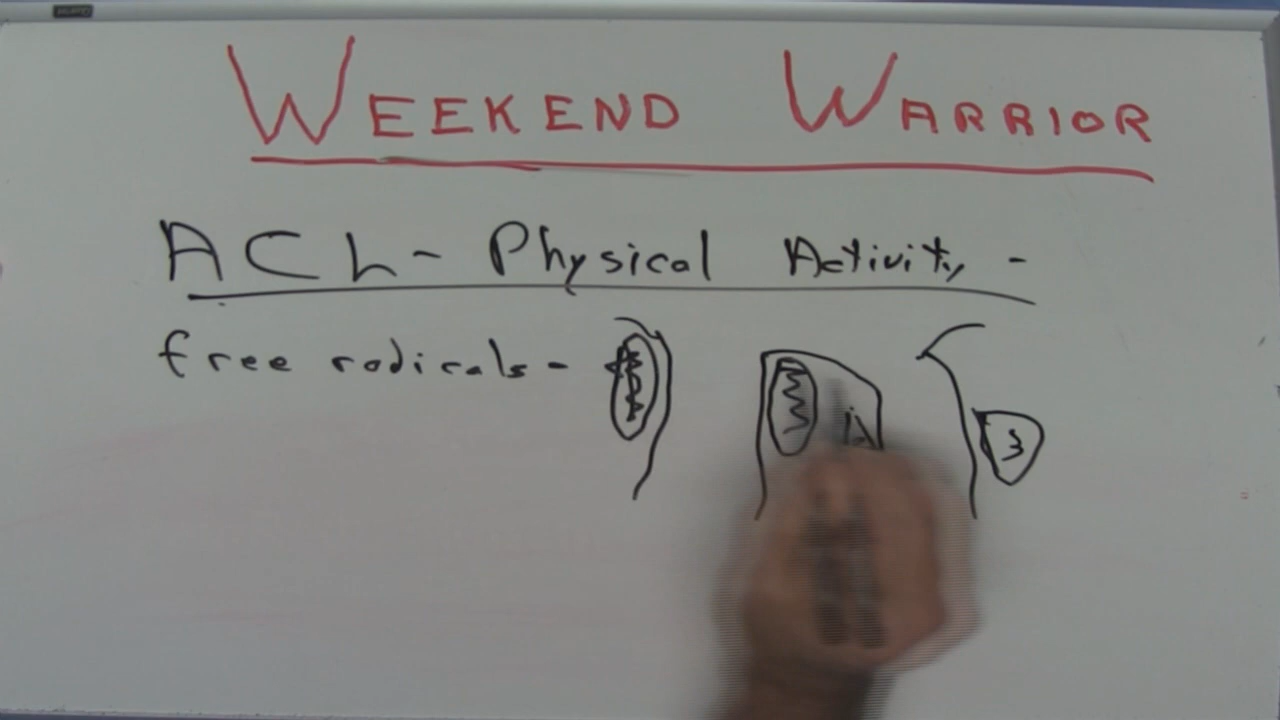 WEEKEND WARRIOR
ACL - Physical Activity -
free radicals -